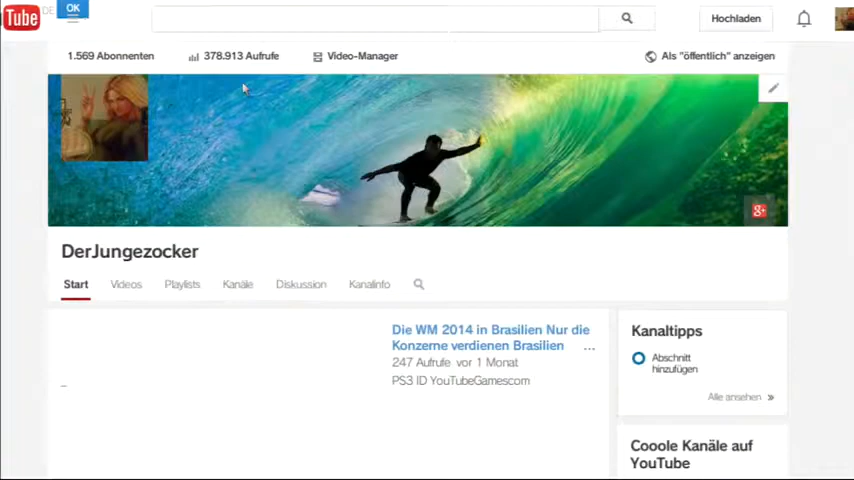 Tube DE OK
Hochladen
1.569 Abonnenten 378.913 Aufrufe Video-Manager Als "öffentlich" anzeigen
g+
DerJungezocker
Start Videos Playlists Kanäle Diskussion Kanalinfo
Die WM 2014 in Brasilien Nur die
Konzerne verdienen Brasilien ...
247 Aufrufe vor 1 Monat
PS3 ID YouTubeGamescom
Kanaltipps
Abschnitt
hinzufügen
Alle ansehen »
Cooole Kanäle auf
YouTube